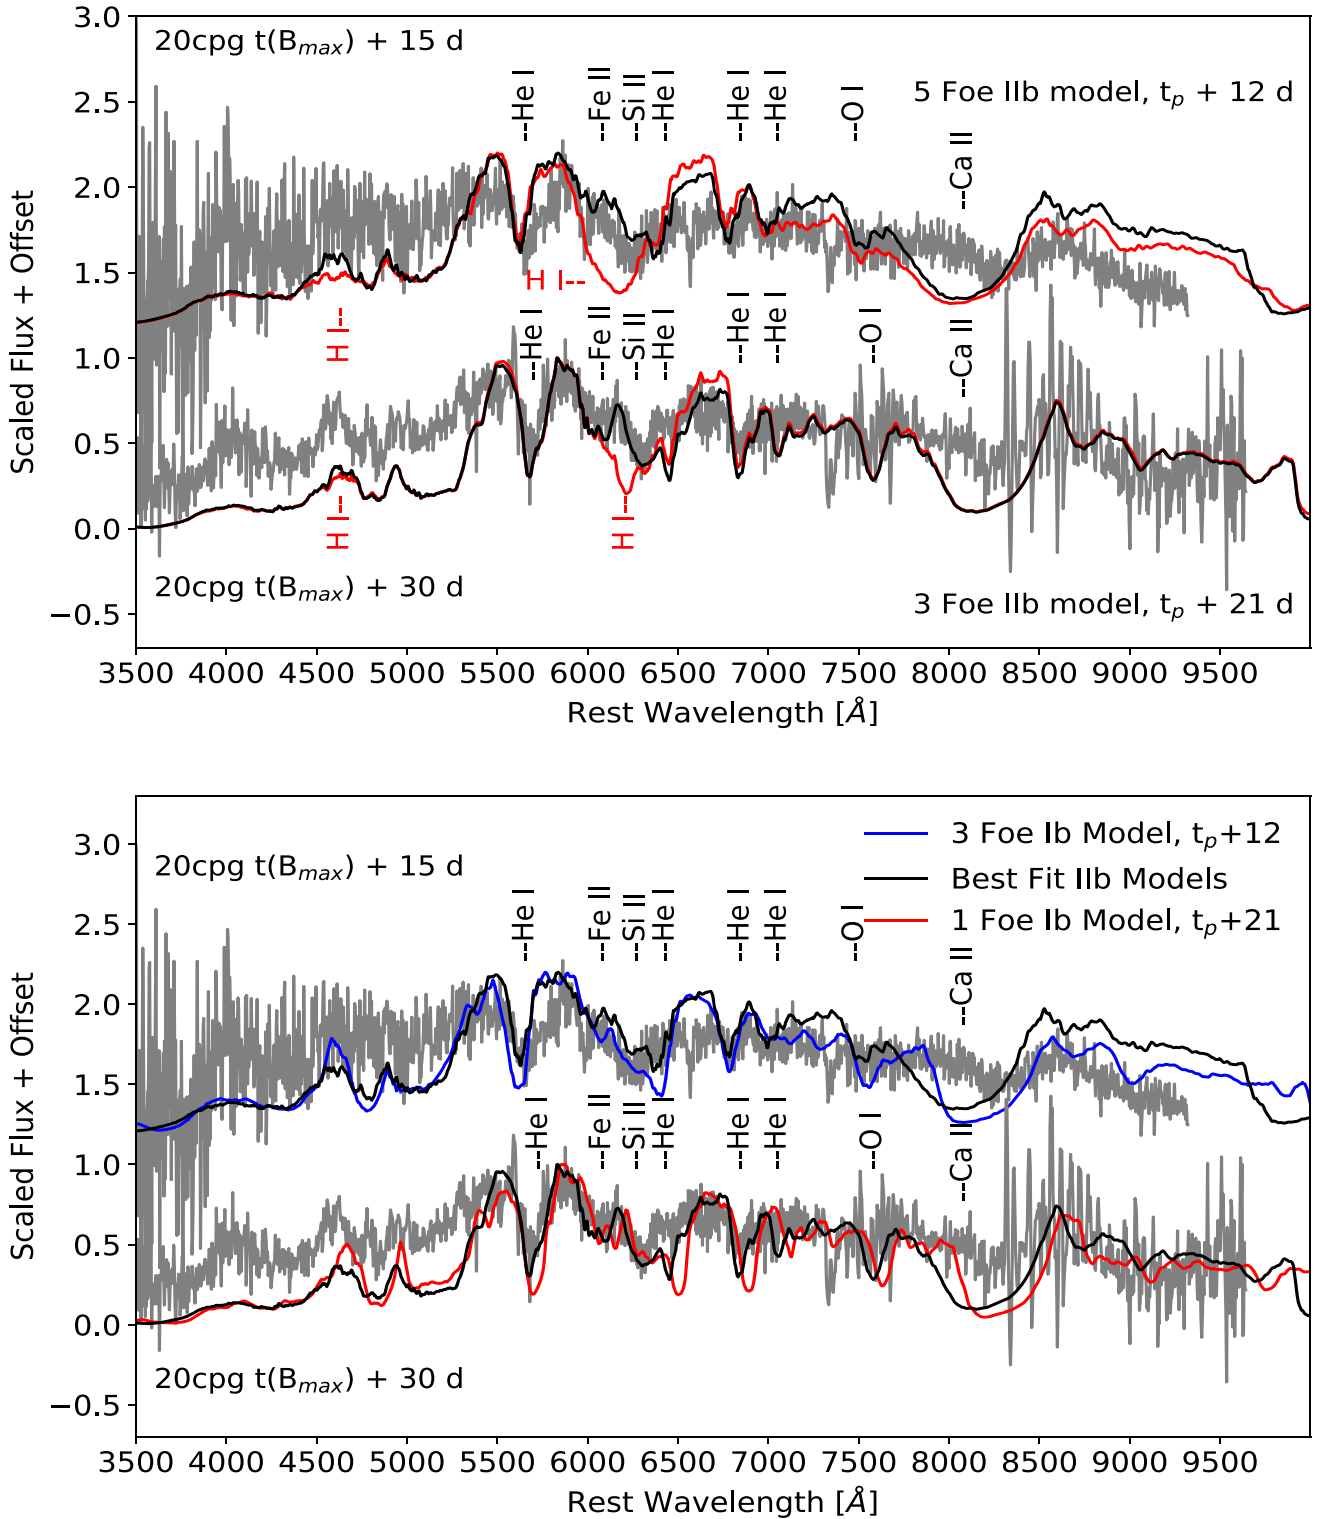 20cpg t(Bmax) + 15 d
5 Foe IIb model, tp + 12 d
--He I
--Fe II
--Si II
--He I
--He I
--He I
--O I
--Ca II
H I--
H I--
--He I
--Fe II
--Si II
--He I
--He I
--He I
--O I
--Ca II
H I--
H I--
20cpg t(Bmax) + 30 d
3 Foe IIb model, tp + 21 d
3.0
2.5
2.0
1.5
1.0
0.5
0.0
−0.5
Scaled Flux + Offset
3500 4000 4500 5000 5500 6000 6500 7000 7500 8000 8500 9000 9500
Rest Wavelength [Å]
20cpg t(Bmax) + 15 d
3 Foe Ib Model, tp+12
Best Fit IIb Models
1 Foe Ib Model, tp+21
--He I
--Fe II
--Si II
--He I
--He I
--He I
--O I
--Ca II
--He I
--Fe II
--Si II
--He I
--He I
--He I
--O I
--Ca II
20cpg t(Bmax) + 30 d
3.0
2.5
2.0
1.5
1.0
0.5
0.0
−0.5
Scaled Flux + Offset
3500 4000 4500 5000 5500 6000 6500 7000 7500 8000 8500 9000 9500
Rest Wavelength [Å]